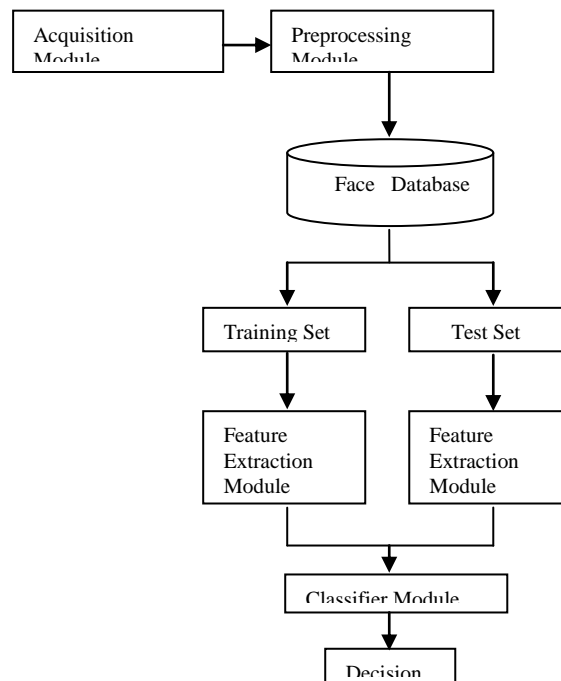 Acquisition
Module
Preprocessing
Module
Face Database
Training Set
Test Set
Feature
Extraction
Module
Feature
Extraction
Module
Classifier Module
Decision